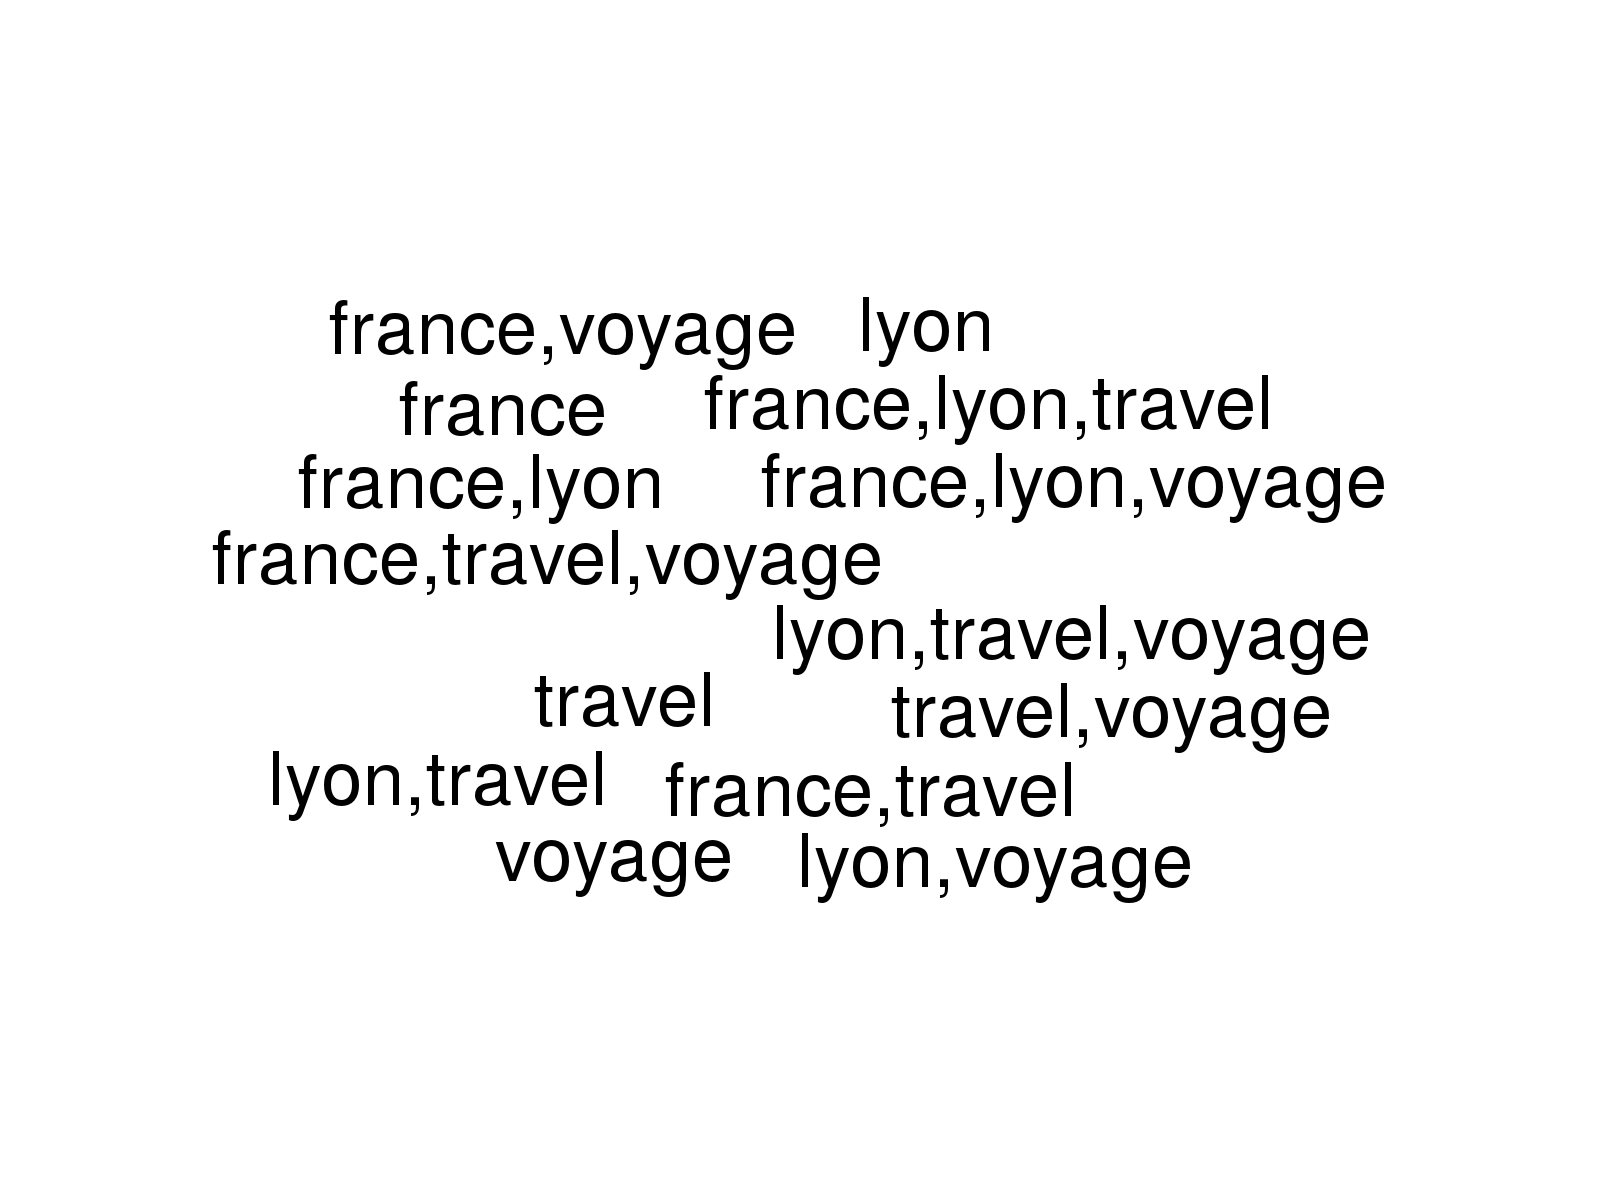 france,voyage lyon
france france,lyon,travel
france,lyon france,lyon,voyage
france,travel,voyage
lyon,travel,voyage
travel travel,voyage
lyon,travel france,travel
voyage lyon,voyage